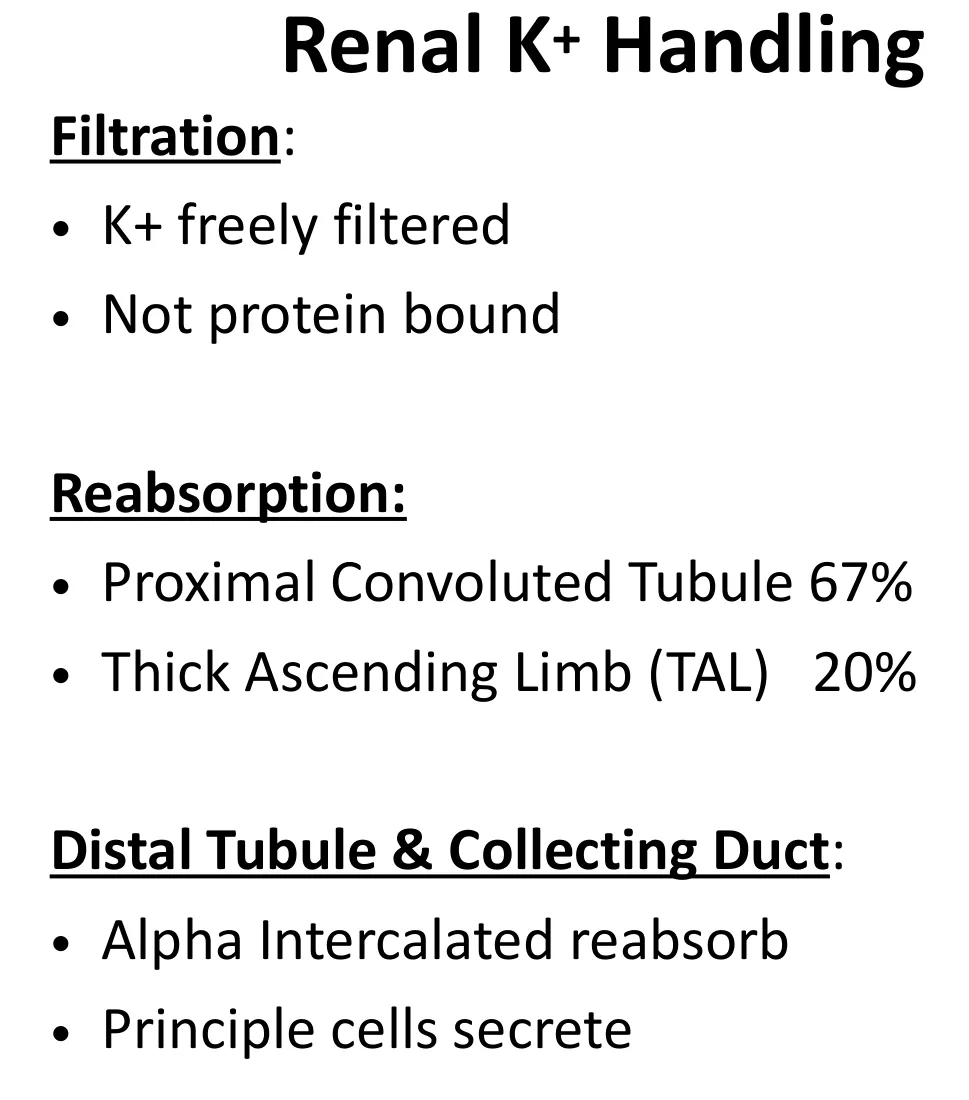 Renal K+ Handling
Filtration:
• K+ freely filtered
• Not protein bound
Reabsorption:
• Proximal Convoluted Tubule 67%
• Thick Ascending Limb (TAL) 20%
Distal Tubule & Collecting Duct:
• Alpha Intercalated reabsorb
• Principle cells secrete